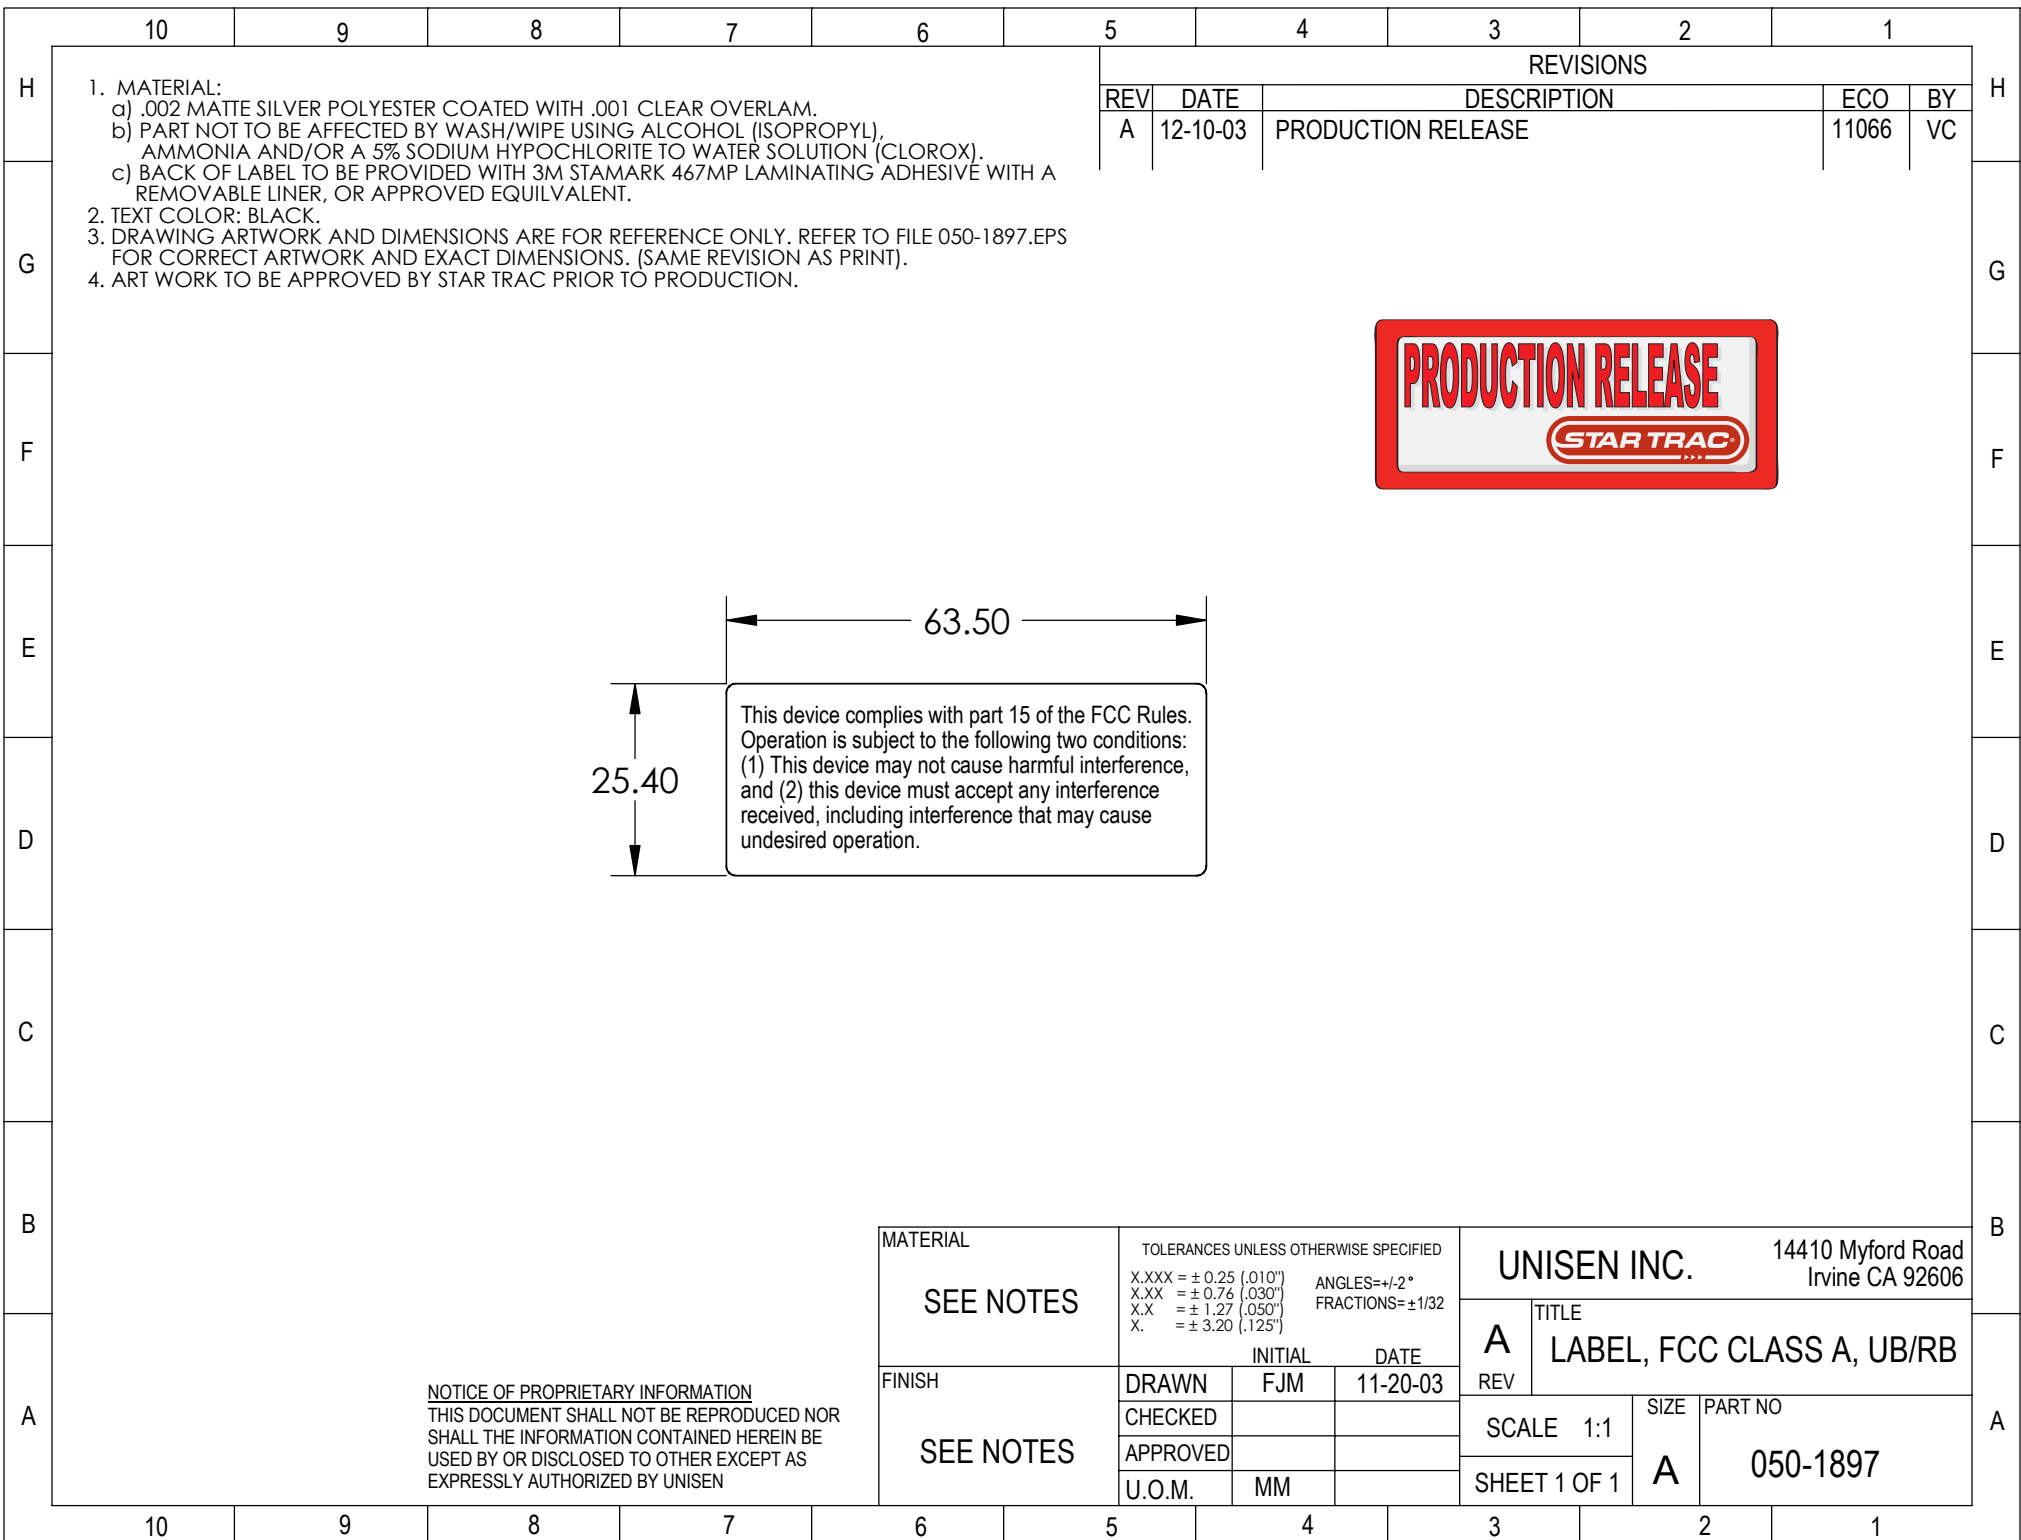 10 9 8 7 6 5 4 3 2 1
H
G
F
E
D
C
B
A
1. MATERIAL:
a) .002 MATTE SILVER POLYESTER COATED WITH .001 CLEAR OVERLAM.
b) PART NOT TO BE AFFECTED BY WASH/WIPE USING ALCOHOL (ISOPROPYL),
AMMONIA AND/OR A 5% SODIUM HYPOCHLORITE TO WATER SOLUTION (CLOROX).
c) BACK OF LABEL TO BE PROVIDED WITH 3M STAMARK 467MP LAMINATING ADHESIVE WITH A
REMOVABLE LINER, OR APPROVED EQUILVALENT.
2. TEXT COLOR: BLACK.
3. DRAWING ARTWORK AND DIMENSIONS ARE FOR REFERENCE ONLY. REFER TO FILE 050-1897.EPS
FOR CORRECT ARTWORK AND EXACT DIMENSIONS. (SAME REVISION AS PRINT).
4. ART WORK TO BE APPROVED BY STAR TRAC PRIOR TO PRODUCTION.
REVISIONS
REV DATE DESCRIPTION ECO BY
A 12-10-03 PRODUCTION RELEASE 11066 VC
H
G
F
E
D
C
B
A
PRODUCTION RELEASE
STAR TRAC®
63.50
25.40
This device complies with part 15 of the FCC Rules.
Operation is subject to the following two conditions:
(1) This device may not cause harmful interference,
and (2) this device must accept any interference
received, including interference that may cause
undesired operation.
NOTICE OF PROPRIETARY INFORMATION
THIS DOCUMENT SHALL NOT BE REPRODUCED NOR
SHALL THE INFORMATION CONTAINED HEREIN BE
USED BY OR DISCLOSED TO OTHER EXCEPT AS
EXPRESSLY AUTHORIZED BY UNISEN
MATERIAL
SEE NOTES
FINISH
SEE NOTES
TOLERANCES UNLESS OTHERWISE SPECIFIED
X.XXX = ± 0.25 (.010") ANGLES=+/-2°
X.XX = ± 0.76 (.030") FRACTIONS= ±1/32
X.X = ± 1.27 (.050")
X. = ± 3.20 (.125")
INITIAL DATE
DRAWN FJM 11-20-03
CHECKED
APPROVED
U.O.M. MM
UNISEN INC.
14410 Myford Road
Irvine CA 92606
A
REV
TITLE
LABEL, FCC CLASS A, UB/RB
SCALE 1:1
SHEET 1 OF 1
SIZE
A
PART NO
050-1897
10 9 8 7 6 5 4 3 2 1